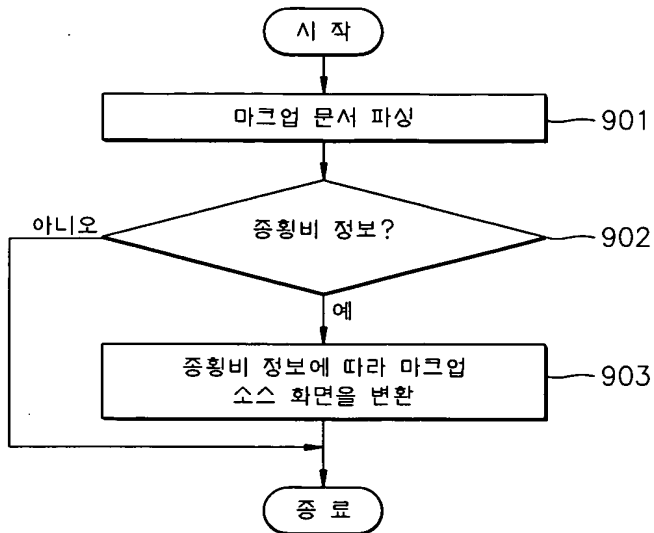 시 작
마크업 문서 파싱
901
종횡비 정보?
아니오
902
예
종횡비 정보에 따라 마크업
소스 화면을 변환
903
종 료